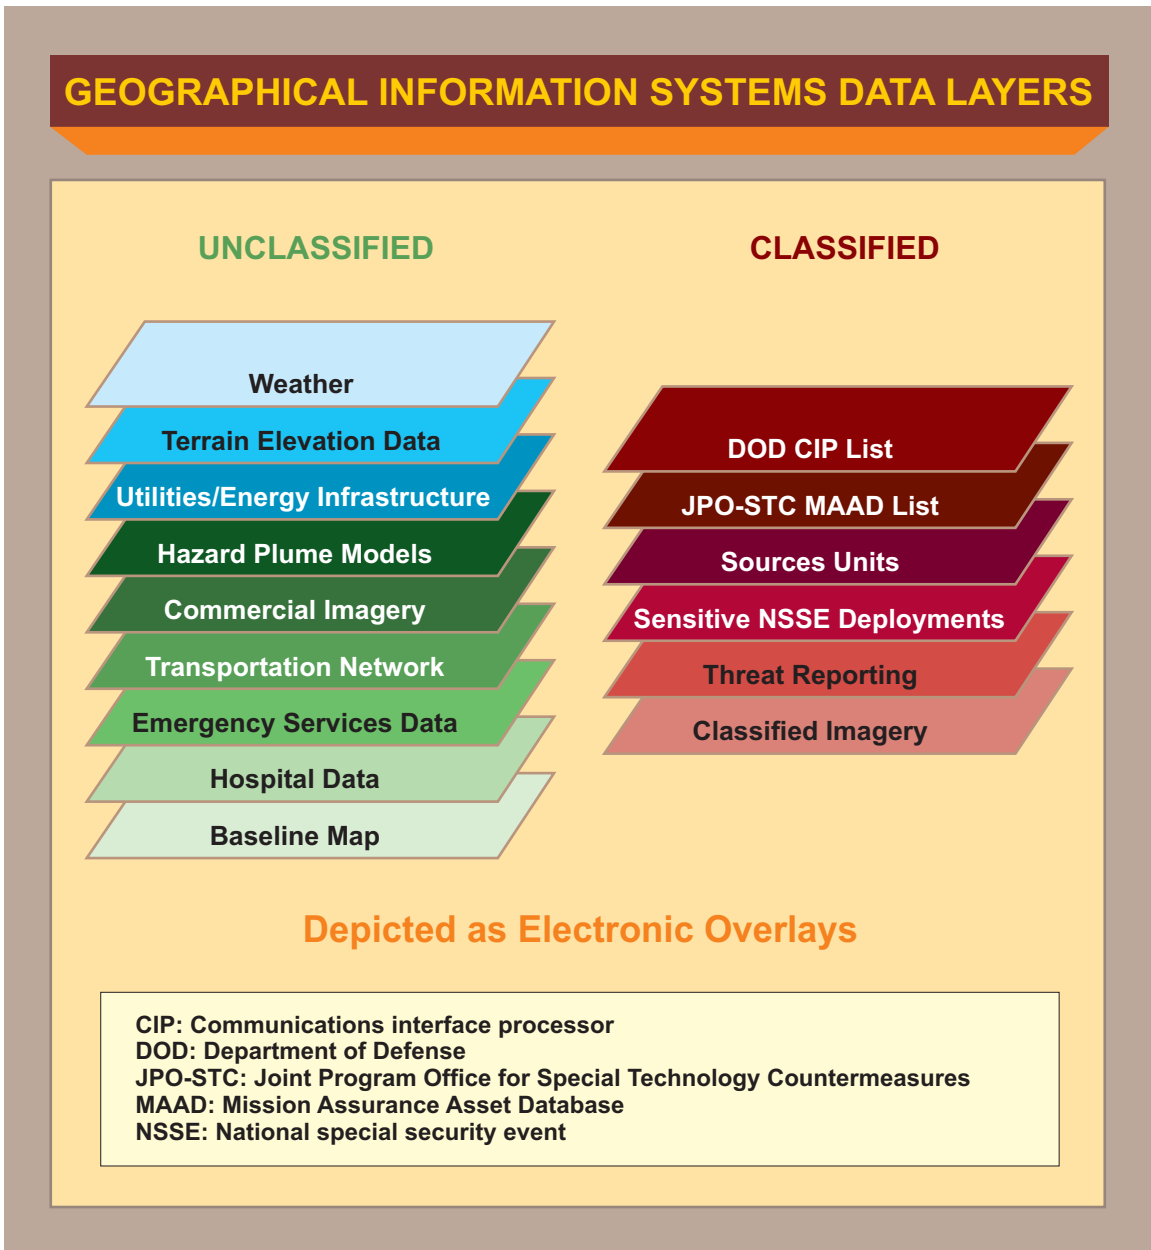 GEOGRAPHICAL INFORMATION SYSTEMS DATA LAYERS
UNCLASSIFIED
Weather
Terrain Elevation Data
Utilities/Energy Infrastructure
Hazard Plume Models
Commercial Imagery
Transportation Network
Emergency Services Data
Hospital Data
Baseline Map
CLASSIFIED
DOD CIP List
JPO-STC MAAD List
Sources Units
Sensitive NSSE Deployments
Threat Reporting
Classified Imagery
Depicted as Electronic Overlays
CIP: Communications interface processor
DOD: Department of Defense
JPO-STC: Joint Program Office for Special Technology Countermeasures
MAAD: Mission Assurance Asset Database
NSSE: National special security event